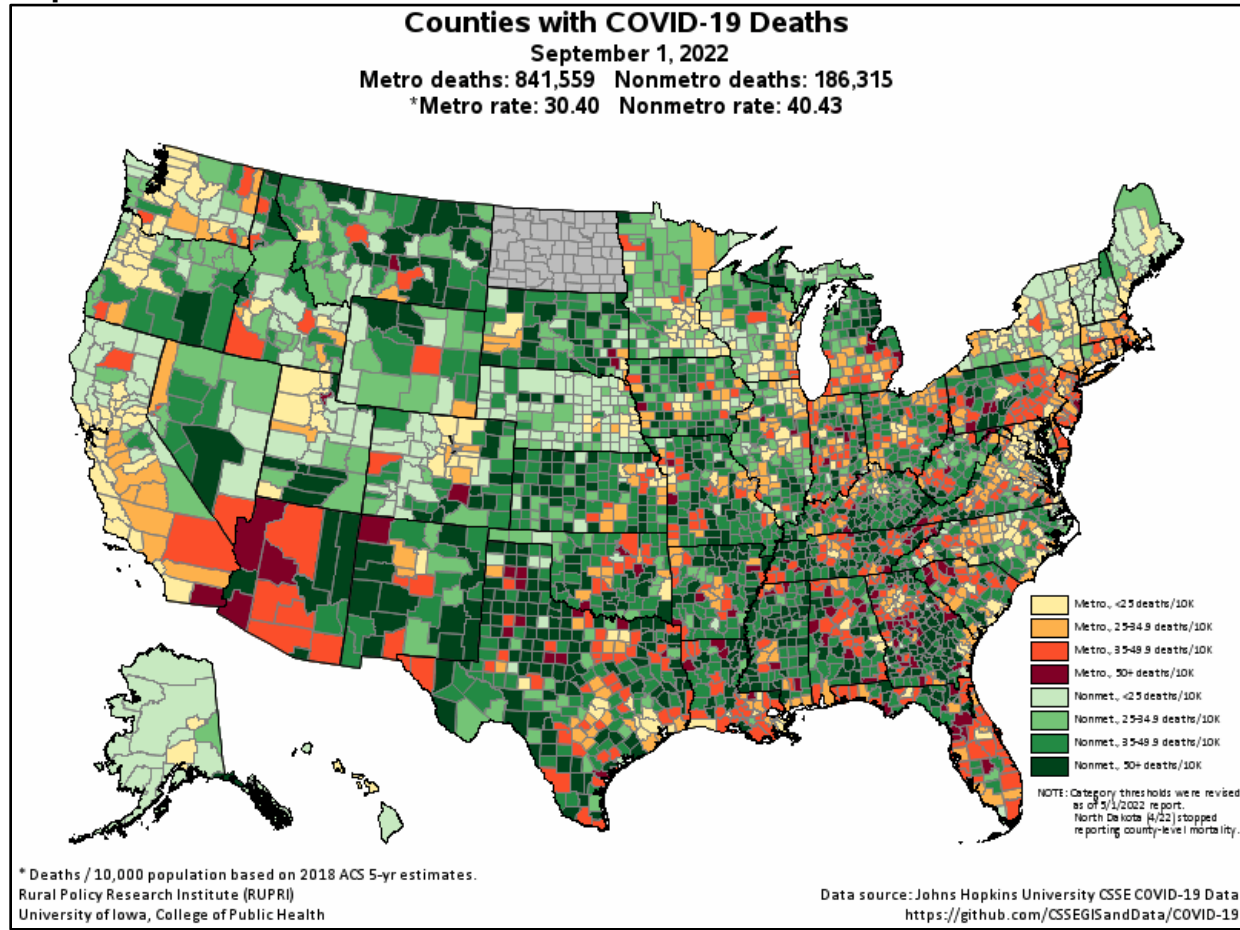 Counties with COVID-19 Deaths
September 1, 2022
Metro deaths: 841,559 Nonmetro deaths: 186,315
*Metro rate: 30.40 Nonmetro rate: 40.43
Metro., <25 deaths/10K
Metro., 25-34.9 deaths/10K
Metro., 35-49.9 deaths/10K
Metro., 50+ deaths/10K
Nonmet., <25 deaths/10K
Nonmet., 25-34.9 deaths/10K
Nonmet., 35-49.9 deaths/10K
Nonmet., 50+ deaths/10K
NOTE: Category thresholds were revised
as of 5/1/2022 report.
North Dakota (4/22) stopped
reporting county-level mortality.
* Deaths / 10,000 population based on 2018 ACS 5-yr estimates.
Rural Policy Research Institute (RUPRI)
University of Iowa, College of Public Health
Data source: Johns Hopkins University CSSE COVID-19 Data
https://github.com/CSSEGISandData/COVID-19